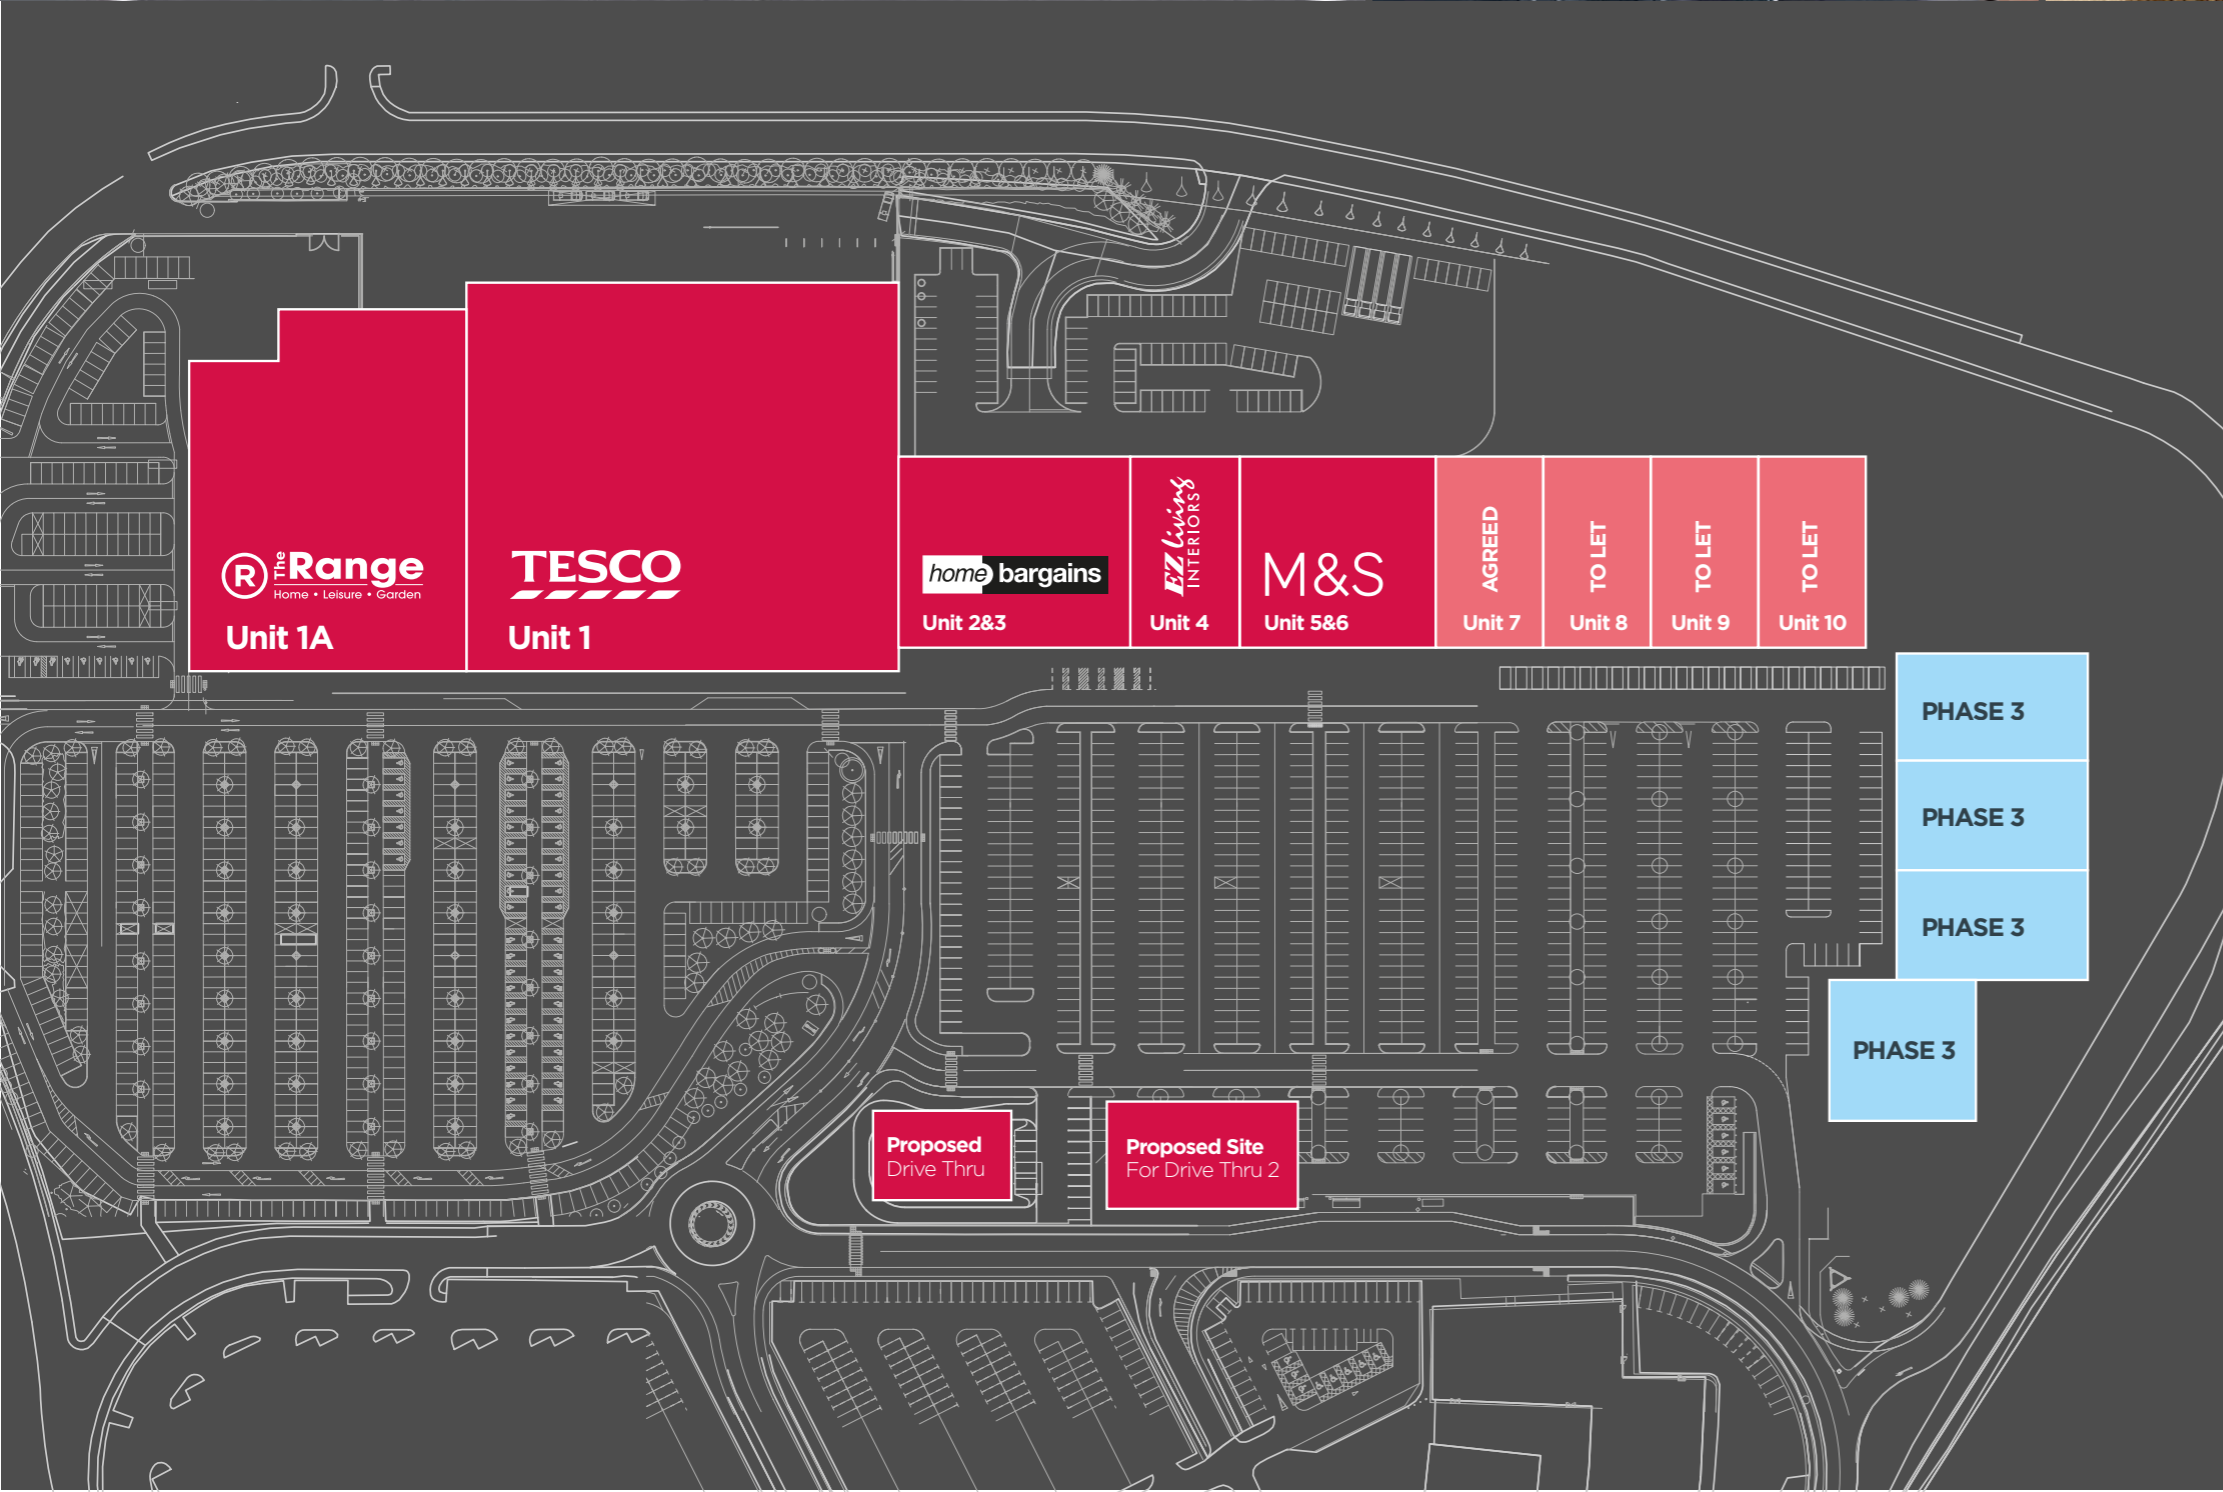 The Range
Home • Leisure • Garden
Unit 1A
TESCO
Unit 1
home bargains
Unit 2&3
EZ living
INTERIORS
Unit 4
M&S
Unit 5&6
AGREED
Unit 7
TO LET
Unit 8
TO LET
Unit 9
TO LET
Unit 10
PHASE 3
PHASE 3
PHASE 3
PHASE 3
Proposed
Drive Thru
Proposed Site
For Drive Thru 2